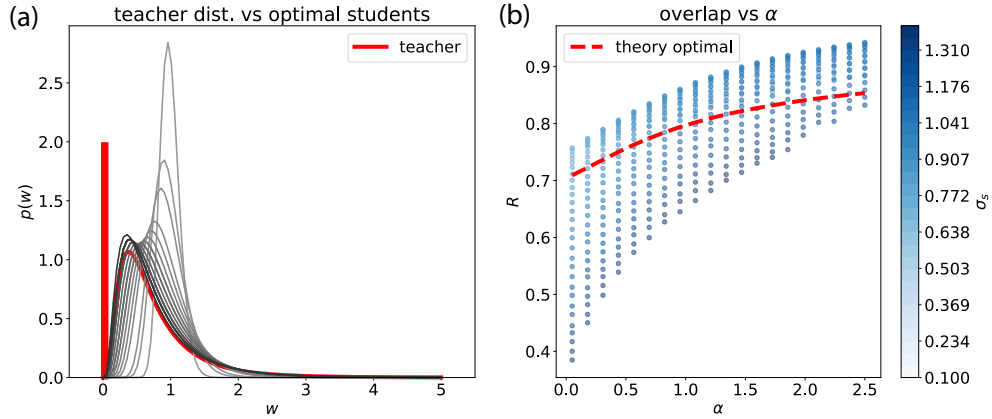 (a)
teacher dist. vs optimal students
teacher
p(w)
2.5
2.0
1.5
1.0
0.5
0.0
0 1 2 3 4 5
w
(b)
overlap vs α
theory optimal
R
0.9
0.8
0.7
0.6
0.5
0.4
0.0 0.5 1.0 1.5 2.0 2.5
α
1.310
1.176
1.041
0.907
0.772
0.638
0.503
0.369
0.234
0.100
σs